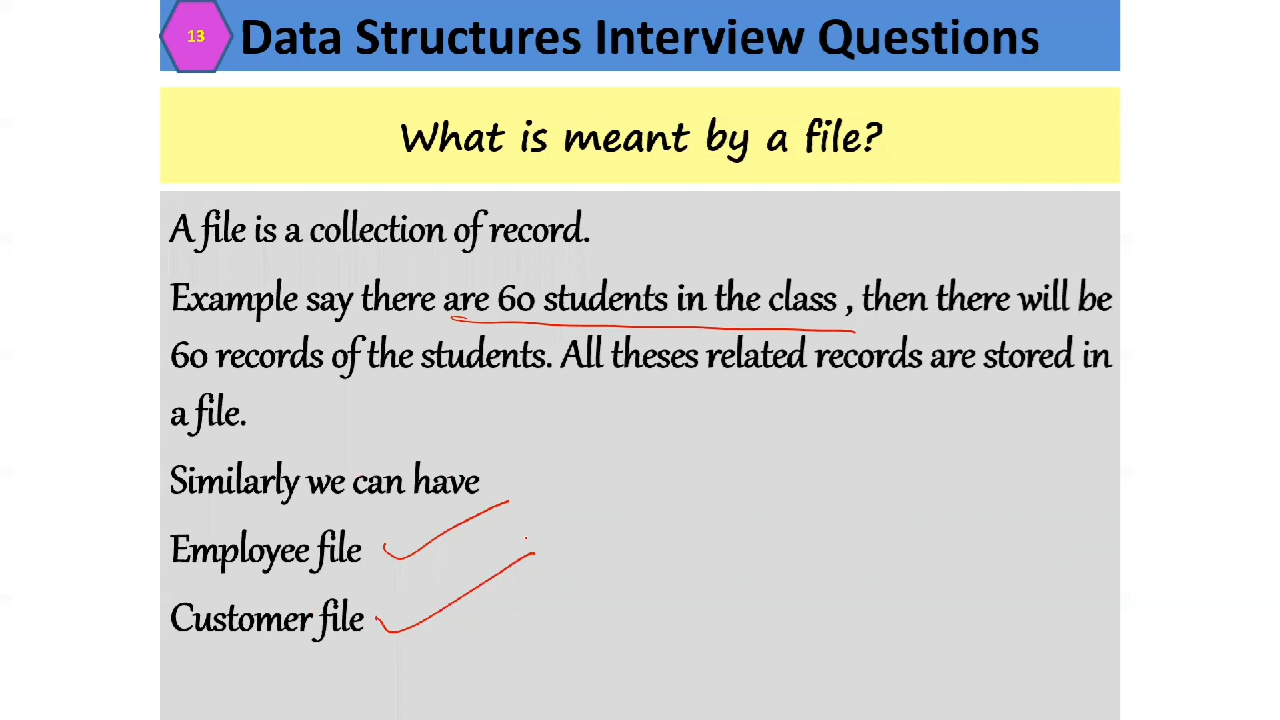 13
Data Structures Interview Questions
What is meant by a file?
A file is a collection of record.
Example say there are 60 students in the class , then there will be
60 records of the students. All theses related records are stored in
a file.
Similarly we can have
Employee file
Customer file